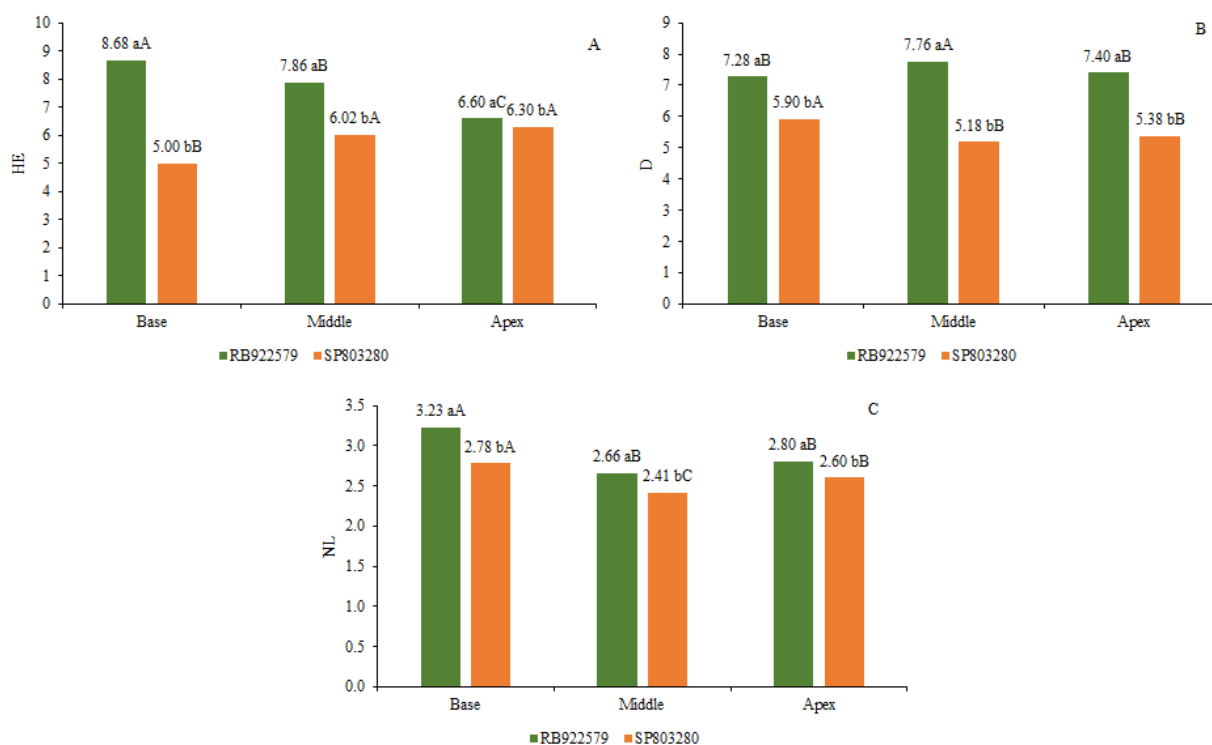 A
HE
10
9
8
7
6
5
4
3
2
1
0
8.68 aA
5.00 bB
7.86 aB
6.02 bA
6.60 aC
6.30 bA
Base Middle Apex
RB922579 SP803280
B
D
9
8
7
6
5
4
3
2
1
0
7.28 aB
5.90 bA
7.76 aA
5.18 bB
7.40 aB
5.38 bB
Base Middle Apex
RB922579 SP803280
C
NL
3.5
3.0
2.5
2.0
1.5
1.0
0.5
0.0
3.23 aA
2.78 bA
2.66 aB
2.41 bC
2.80 aB
2.60 bB
Base Middle Apex
RB922579 SP803280